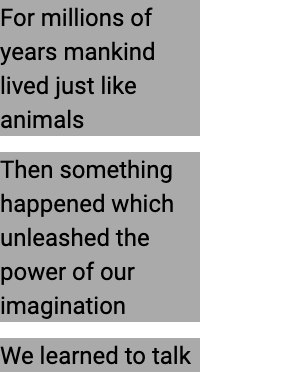 For millions of
years mankind
lived just like
animals
Then something
happened which
unleashed the
power of our
imagination
We learned to talk